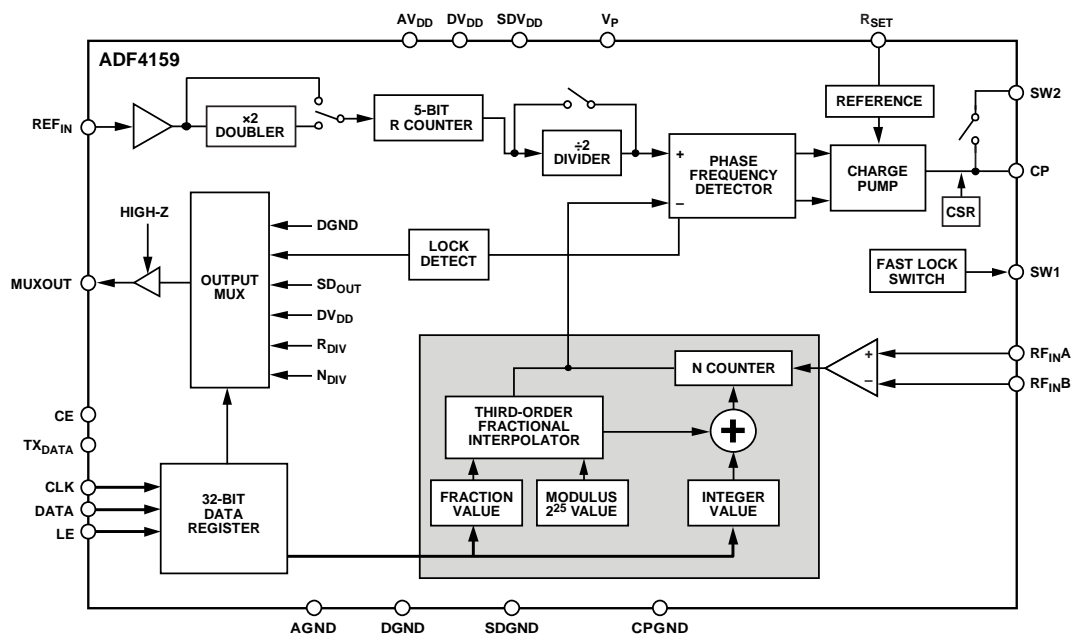 AVDD DVDD SDVDD VP RSET
ADF4159
REFIN
×2
DOUBLER
5-BIT
R COUNTER
÷2
DIVIDER
+
−
PHASE
FREQUENCY
DETECTOR
REFERENCE
CHARGE
PUMP
CSR
SW2
CP
HIGH-Z
MUXOUT
OUTPUT
MUX
DGND
LOCK
DETECT
SDOUT
DVDD
RDIV
NDIV
FAST LOCK
SWITCH
SW1
N COUNTER
+
−
RFINA
RFINB
THIRD-ORDER
FRACTIONAL
INTERPOLATOR
+
CE
TXDATA
CLK
DATA
LE
32-BIT
DATA
REGISTER
FRACTION
VALUE
MODULUS
2²⁵ VALUE
INTEGER
VALUE
AGND DGND SDGND CPGND